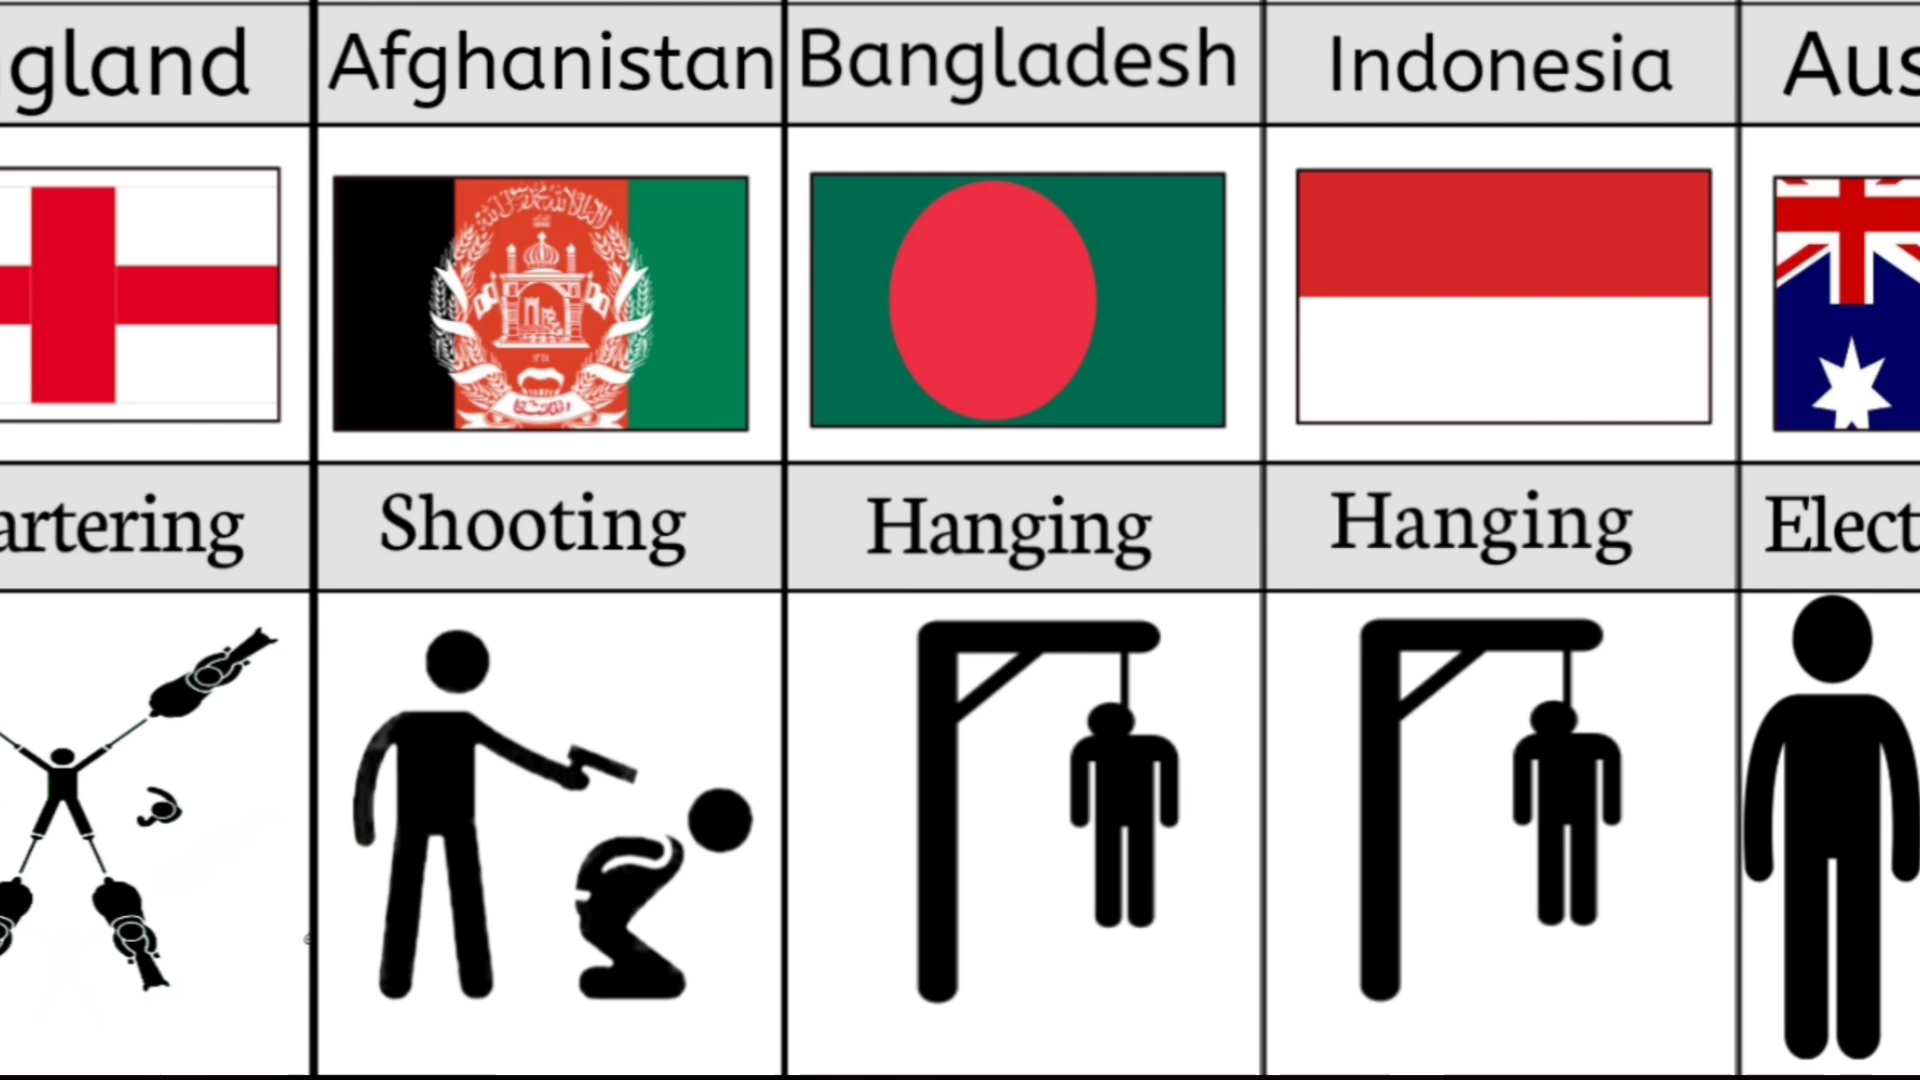 gland
Afghanistan
Bangladesh
Indonesia
Aus
artering
Shooting
Hanging
Hanging
Elect